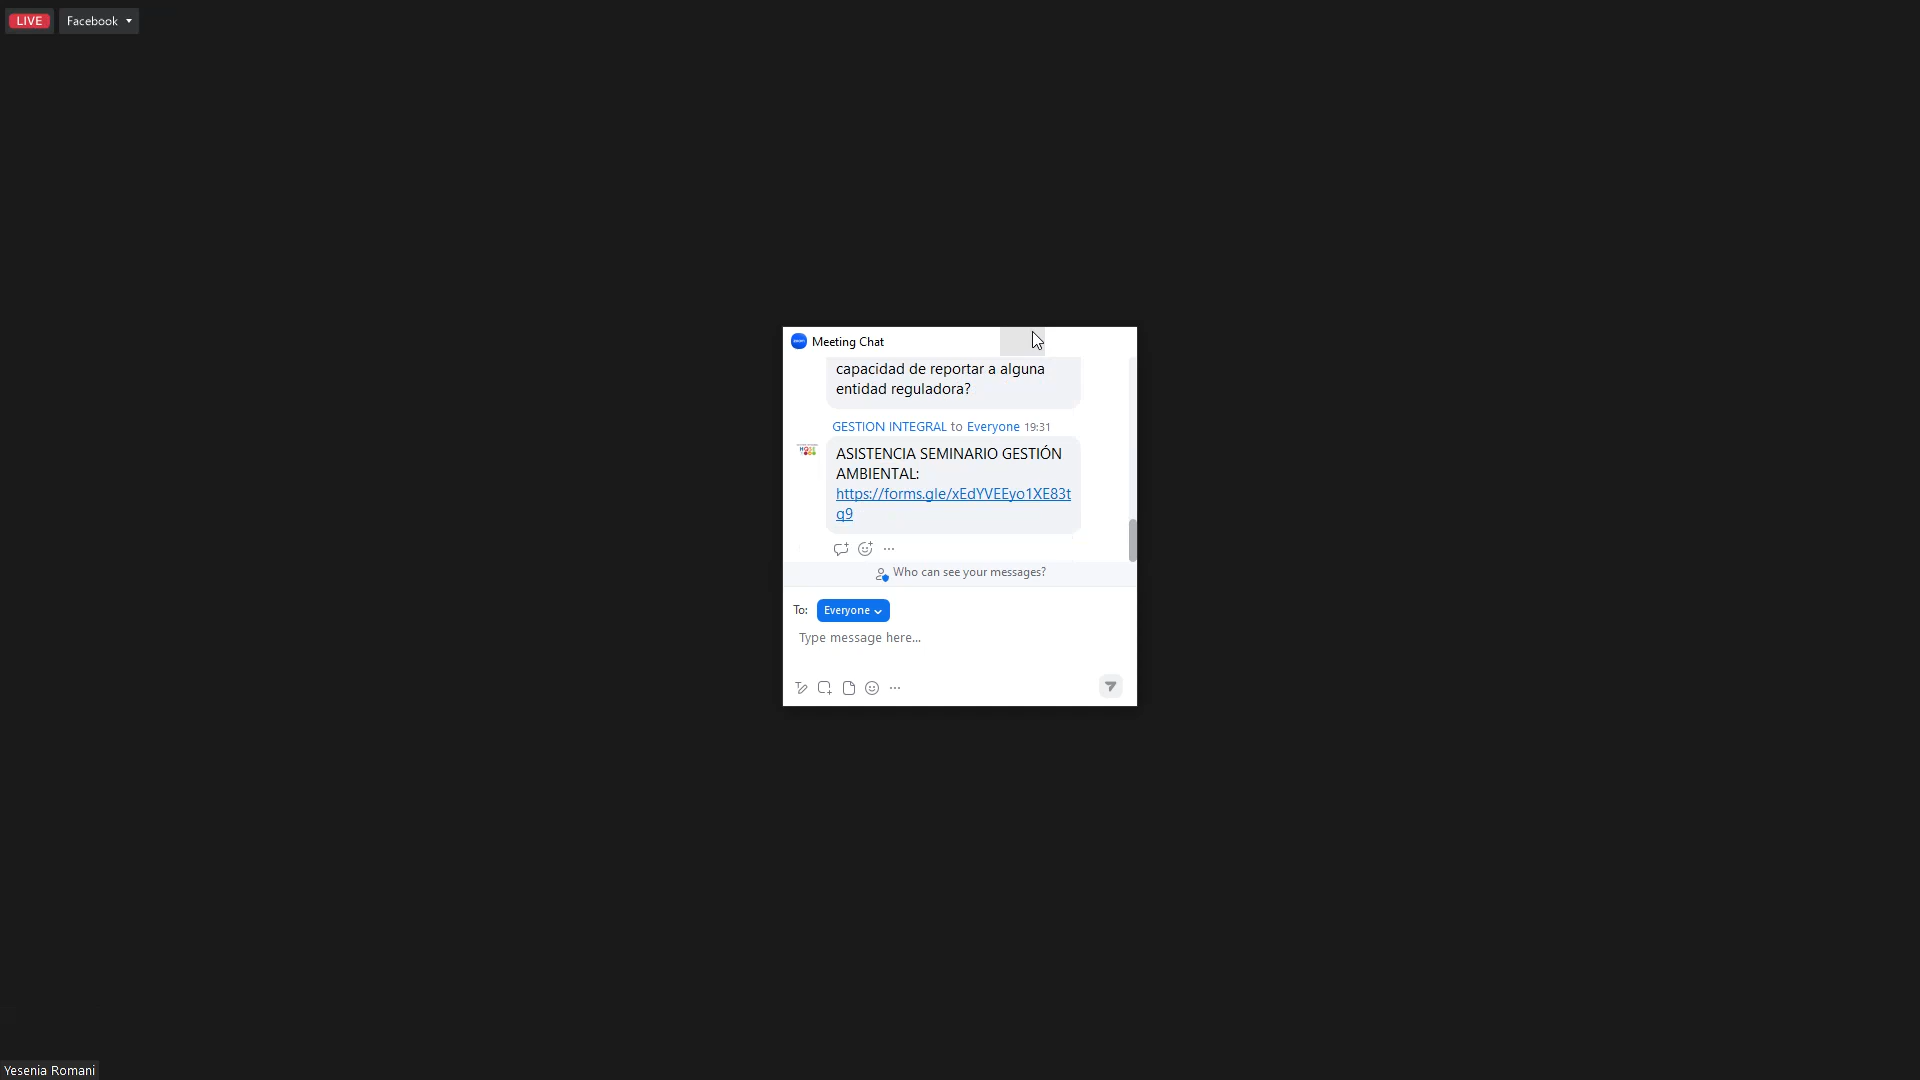 LIVE Facebook
Meeting Chat
capacidad de reportar a alguna
entidad reguladora?
GESTION INTEGRAL to Everyone 19:31
ASISTENCIA SEMINARIO GESTIÓN
AMBIENTAL:
https://forms.gle/xEdYVEEyo1XE83t
q9
Who can see your messages?
To: Everyone
Type message here...
Yesenia Romani